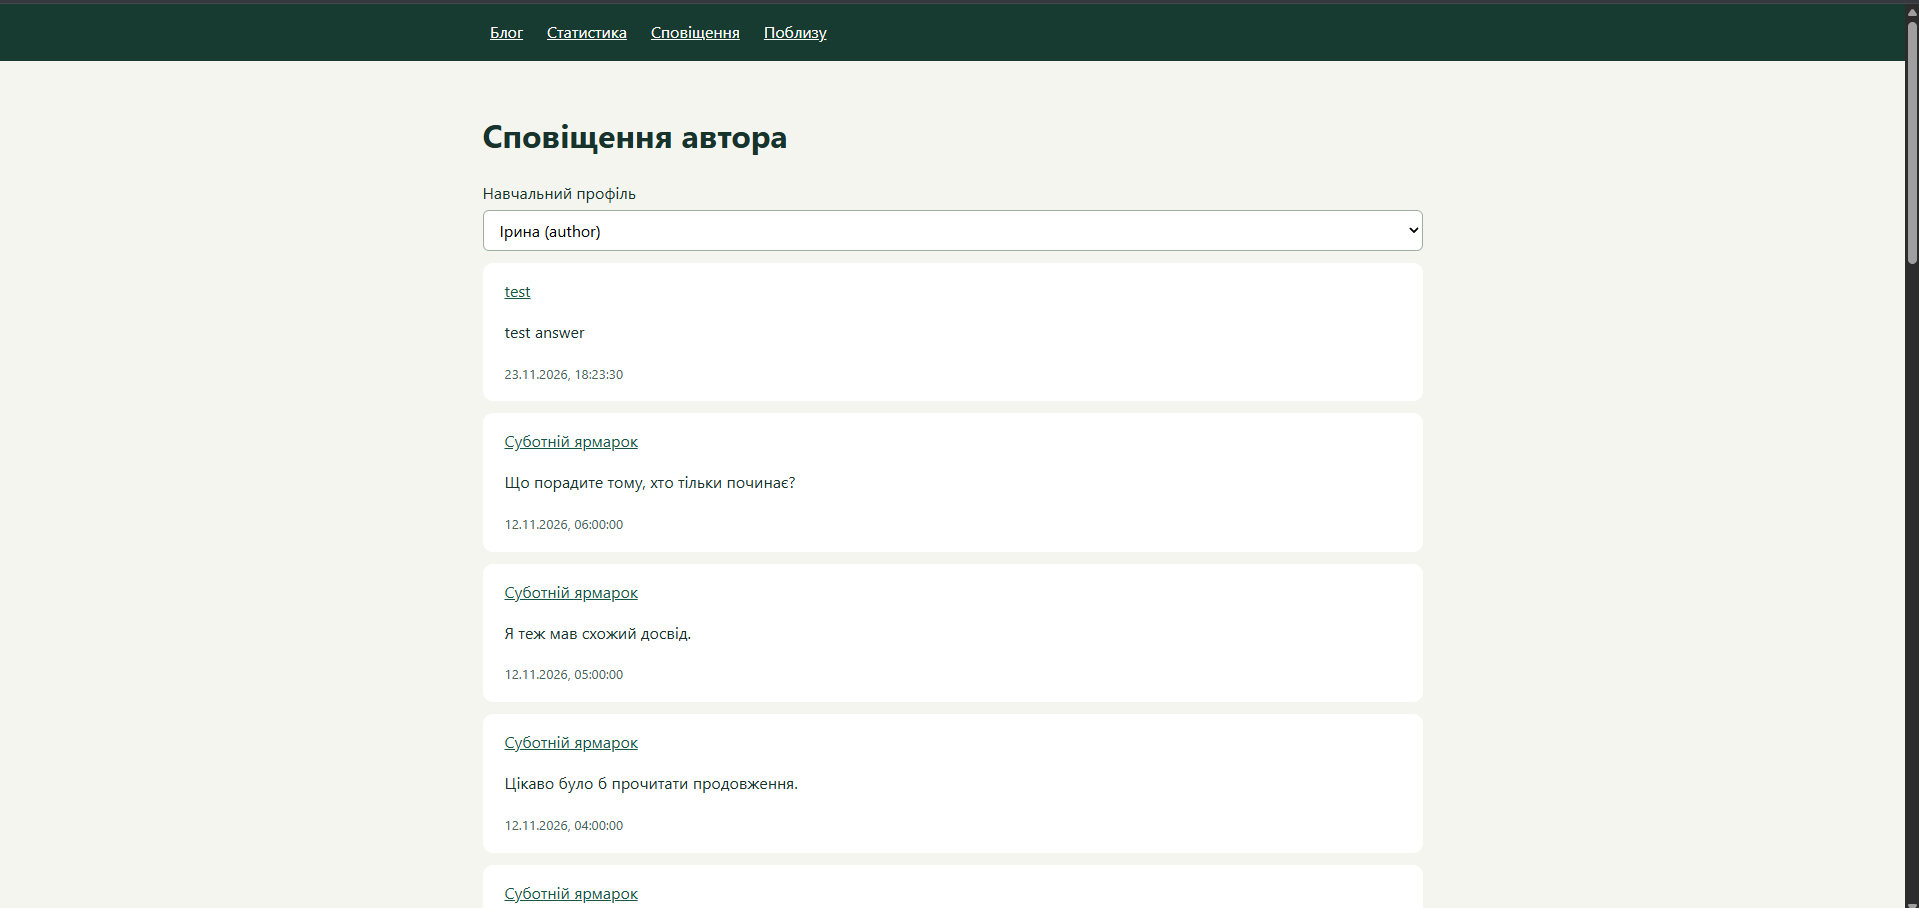 Блог Статистика Сповіщення Поблизу
Сповіщення автора
Навчальний профіль
Ірина (author)
test
test answer
23.11.2026, 18:23:30
Суботній ярмарок
Що порадите тому, хто тільки починає?
12.11.2026, 06:00:00
Суботній ярмарок
Я теж мав схожий досвід.
12.11.2026, 05:00:00
Суботній ярмарок
Цікаво було б прочитати продовження.
12.11.2026, 04:00:00
Суботній ярмарок